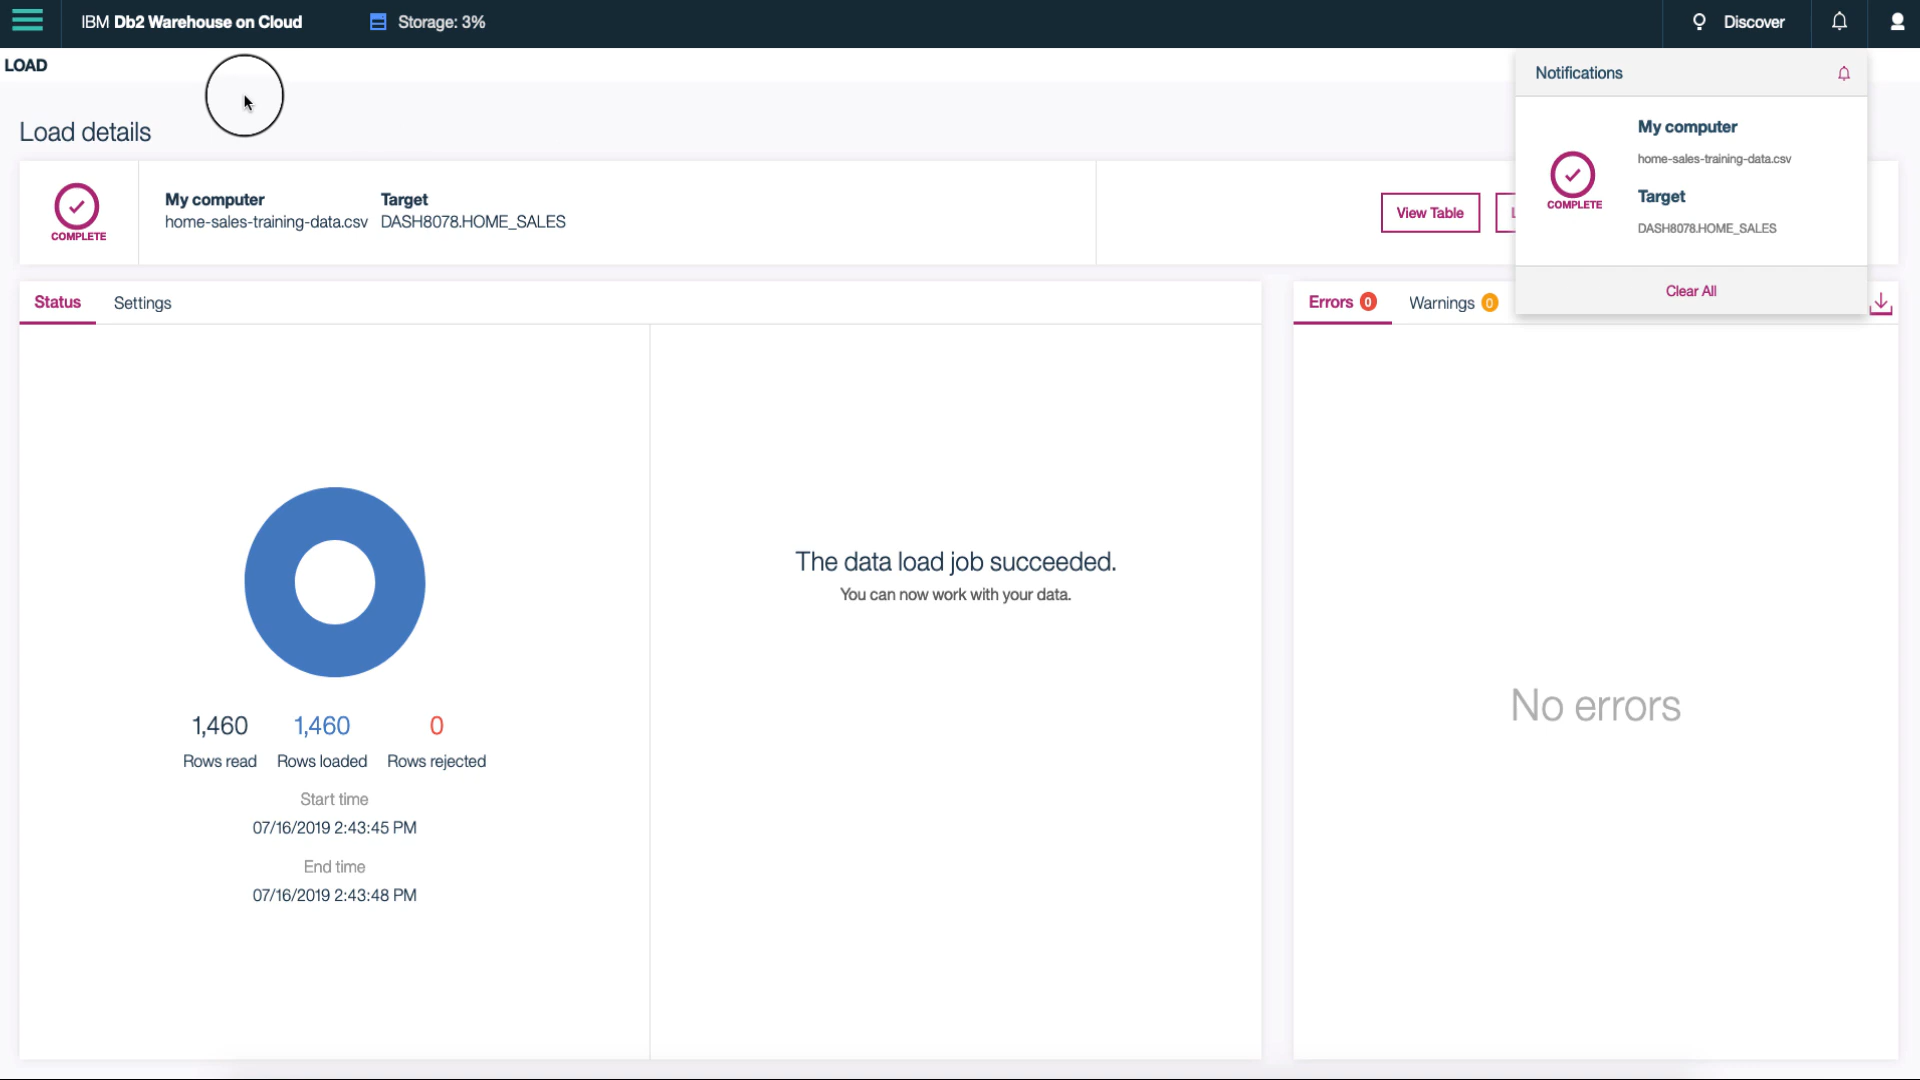 IBM Db2 Warehouse on Cloud
Storage: 3%
Discover
LOAD
Notifications
My computer
home-sales-training-data.csv
COMPLETE
Target
DASH8078.HOME_SALES
Clear All
Load details
COMPLETE
My computer
home-sales-training-data.csv
Target
DASH8078.HOME_SALES
View Table
Status
Settings
Errors 0
Warnings 0
1,460
Rows read
1,460
Rows loaded
0
Rows rejected
Start time
07/16/2019 2:43:45 PM
End time
07/16/2019 2:43:48 PM
The data load job succeeded.
You can now work with your data.
No errors